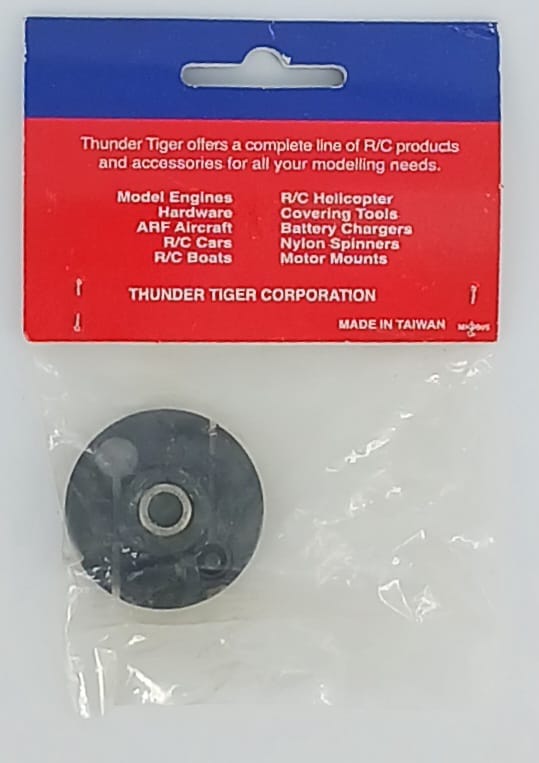 Thunder Tiger offers a complete line of R/C products
and accessories for all your modelling needs.
Model Engines
Hardware
ARF Aircraft
R/C Cars
R/C Boats
R/C Helicopter
Covering Tools
Battery Chargers
Nylon Spinners
Motor Mounts
THUNDER TIGER CORPORATION
MADE IN TAIWAN